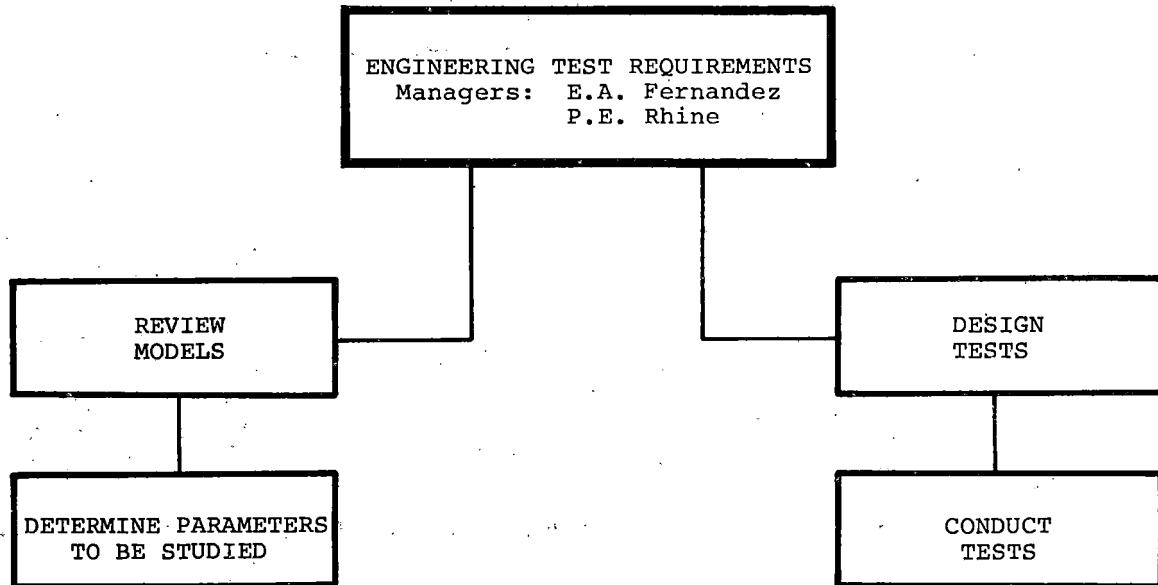 ENGINEERING TEST REQUIREMENTS
Managers: E.A. Fernandez
P.E. Rhine
REVIEW
MODELS
DESIGN
TESTS
DETERMINE PARAMETERS
TO BE STUDIED
CONDUCT
TESTS